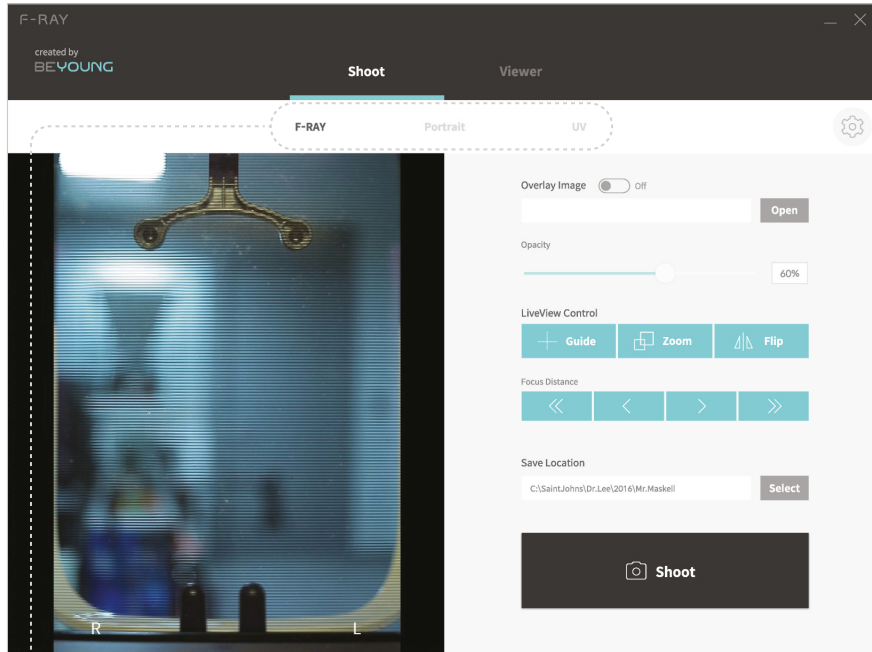 F-RAY
created by
BEYOUNG
Shoot Viewer
F-RAY Portrait UV
Overlay Image Off
Open
Opacity
60%
LiveView Control
Guide Zoom Flip
Focus Distance
Save Location
C:\SaintJohns\Dr.Lee\2016\Mr.Maskell Select
Shoot
R L